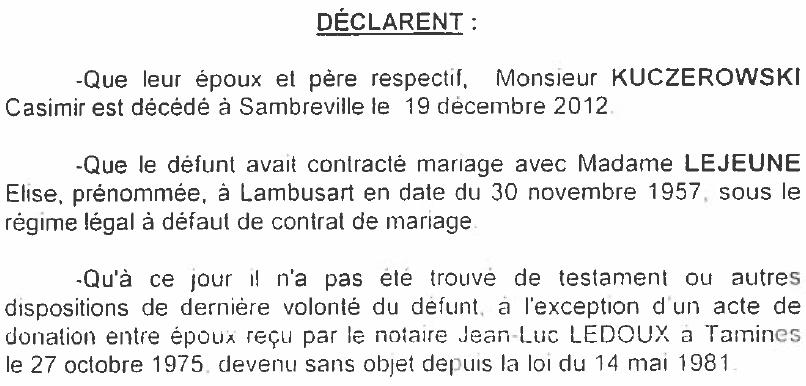 DÉCLARENT :
-Que leur époux et père respectif, Monsieur KUCZEROWSKI
Casimir est décédé à Sambreville le 19 décembre 2012.
-Que le défunt avait contracté mariage avec Madame LEJEUNE
Elise, prénommée, à Lambusart en date du 30 novembre 1957, sous le
régime légal à défaut de contrat de mariage.
-Qu'à ce jour il n'a pas été trouvé de testament ou autres
dispositions de dernière volonté du défunt, à l'exception d'un acte de
donation entre époux reçu par le notaire Jean-Luc LEDOUX à Tamines
le 27 octobre 1975, devenu sans objet depuis la loi du 14 mai 1981.